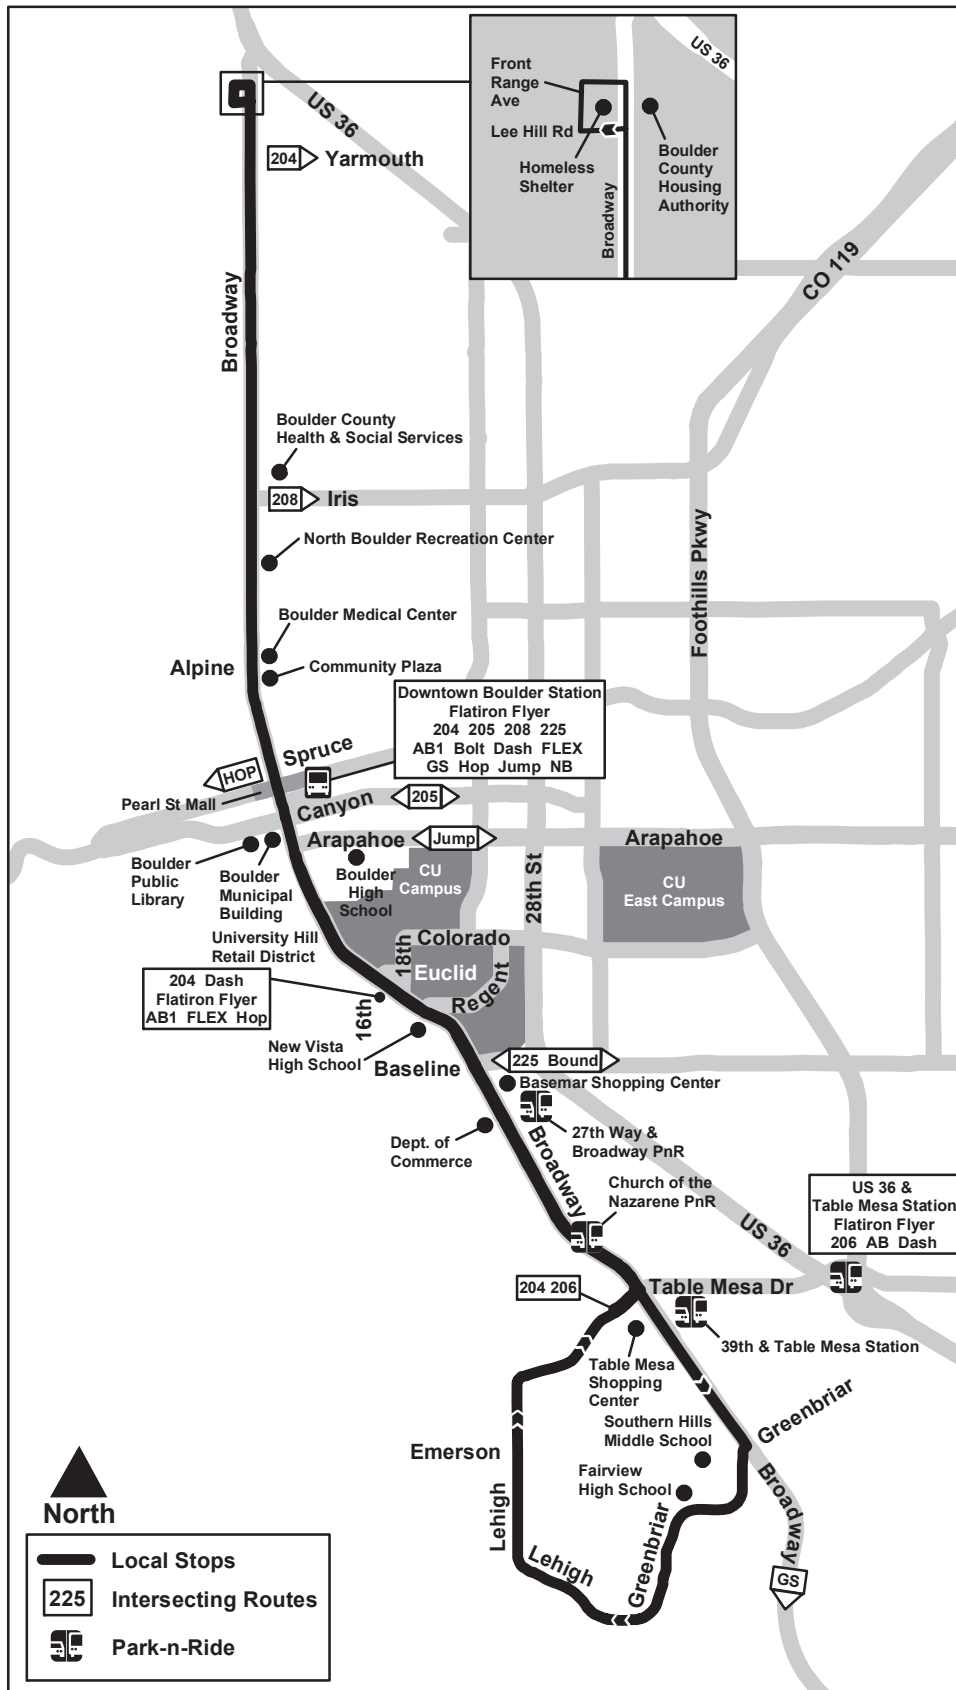 Front
Range
Ave
US 36
Lee Hill Rd
Homeless
Shelter
Boulder
County
Housing
Authority
Broadway
US 36
204 Yarmouth
CO 119
Broadway
Boulder County
Health & Social Services
208 Iris
North Boulder Recreation Center
Foothills Pkwy
Boulder Medical Center
Alpine
Community Plaza
Downtown Boulder Station
Flatiron Flyer
204 205 208 225
AB1 Bolt Dash FLEX
GS Hop Jump NB
Spruce
HOP
Pearl St Mall
Canyon
205
Arapahoe
Jump
Arapahoe
Boulder
Public
Library
Boulder
Municipal
Building
Boulder
High
School
CU
Campus
28th St
CU
East Campus
University Hill
Retail District
18th
Colorado
Euclid
Regent
204 Dash
Flatiron Flyer
AB1 FLEX Hop
16th
New Vista
High School
Baseline
225 Bound
Basemar Shopping Center
27th Way &
Broadway PnR
Dept. of
Commerce
Broadway
Church of the
Nazarene PnR
US 36
US 36 &
Table Mesa Station
Flatiron Flyer
206 AB Dash
204 206
Table Mesa Dr
39th & Table Mesa Station
Table Mesa
Shopping
Center
Greenbriar
Southern Hills
Middle School
Emerson
Fairview
High School
Broadway
Lehigh
Lehigh
Greenbriar
GS
North
Local Stops
225 Intersecting Routes
Park-n-Ride